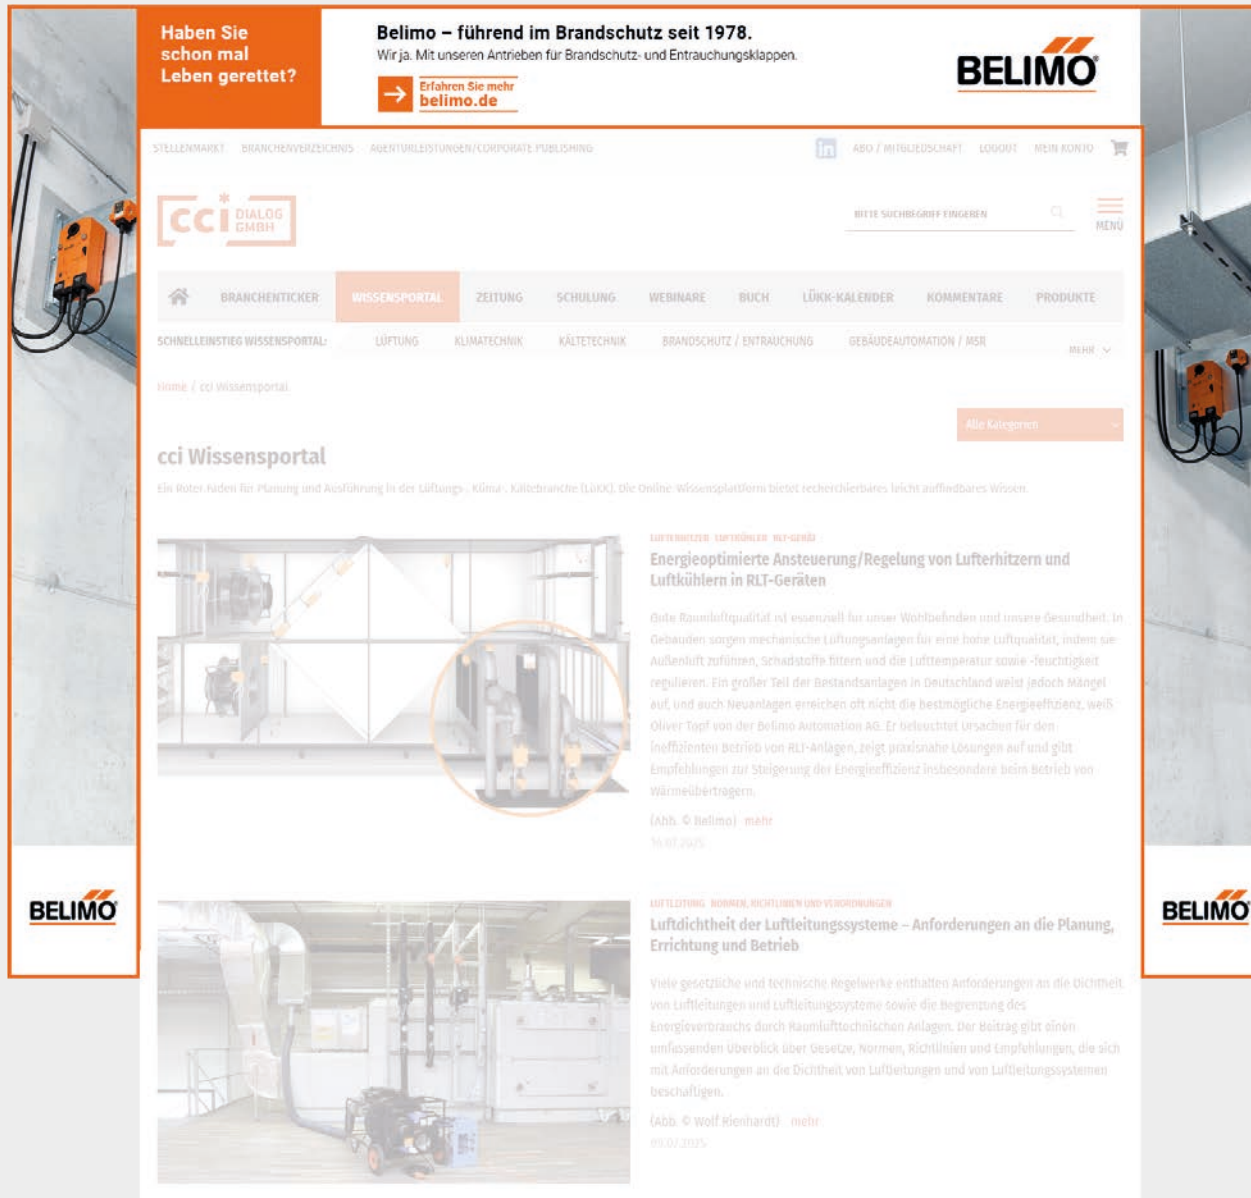 Haben Sie
schon mal
Leben gerettet?
Belimo – führend im Brandschutz seit 1978.
Wir ja. Mit unseren Antrieben für Brandschutz- und Entrauchungsklappen.
Erfahren Sie mehr
belimo.de
BELIMO
STELLENMARKT BRANCHENVERZEICHNIS AGENTURLEISTUNGEN/CORPORATE PUBLISHING
in ABO / MITGLIEDSCHAFT LOGOUT MEIN KONTO
cci* DIALOG
GMBH
BITTE SUCHBEGRIFF EINGEBEN
MENÜ
BRANCHENTICKER WISSENSPORTAL ZEITUNG SCHULUNG WEBINARE BUCH LÜKK-KALENDER KOMMENTARE PRODUKTE
SCHNELLEINSTIEG WISSENSPORTAL: LÜFTUNG KLIMATECHNIK KÄLTETECHNIK BRANDSCHUTZ / ENTRAUCHUNG GEBÄUDEAUTOMATION / MSR MEHR
Home / cci Wissensportal
Alle Kategorien
cci Wissensportal
Ein Roter Faden für Planung und Ausführung in der Lüftungs-, Klima-, Kältebranche (LüKK). Die Online-Wissensplattform bietet recherchierbares leicht auffindbares Wissen.
LUFTERHITZER LUFTKÜHLER RLT-GERÄT
Energieoptimierte Ansteuerung/Regelung von Lufterhitzern und
Luftkühlern in RLT-Geräten
Gute Raumluftqualität ist essenziell für unser Wohlbefinden und unsere Gesundheit. In
Gebäuden sorgen mechanische Lüftungsanlagen für eine hohe Luftqualität, indem sie
Außenluft zuführen, Schadstoffe filtern und die Lufttemperatur sowie -feuchtigkeit
regulieren. Ein großer Teil der Bestandsanlagen in Deutschland weist jedoch Mängel
auf, und auch Neuanlagen erreichen oft nicht die bestmögliche Energieeffizienz, weiß
Oliver Topf von der Belimo Automation AG. Er beleuchtet Ursachen für den
ineffizienten Betrieb von RLT-Anlagen, zeigt praxisnahe Lösungen auf und gibt
Empfehlungen zur Steigerung der Energieeffizienz insbesondere beim Betrieb von
Wärmeübertragern.
(Abb. © Belimo) mehr
16.07.2025
LUFTLEITUNG NORMEN, RICHTLINIEN UND VERORDNUNGEN
Luftdichtheit der Luftleitungssysteme – Anforderungen an die Planung,
Errichtung und Betrieb
Viele gesetzliche und technische Regelwerke enthalten Anforderungen an die Dichtheit
von Luftleitungen und Luftleitungssysteme sowie die Begrenzung des
Energieverbrauchs durch Raumlufttechnischen Anlagen. Der Beitrag gibt einen
umfassenden Überblick über Gesetze, Normen, Richtlinien und Empfehlungen, die sich
mit Anforderungen an die Dichtheit von Luftleitungen und von Luftleitungssystemen
beschäftigen.
(Abb. © Wolf Rienhardt) mehr
09.07.2025
BELIMO
BELIMO